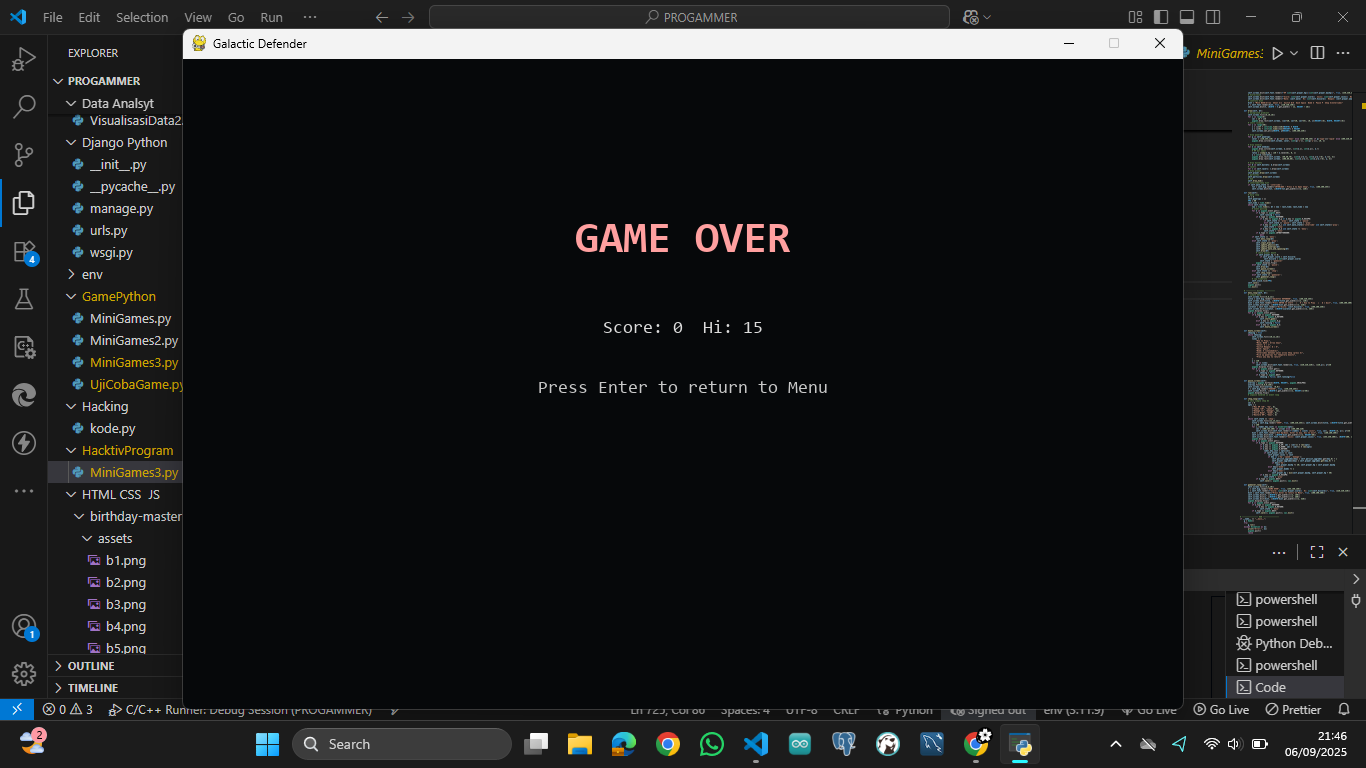 File Edit Selection View Go Run ···
PROGAMMER
Galactic Defender
EXPLORER
PROGRAMMER
Data Analsyt
VisualisasiData2
Django Python
__init__.py
__pycache__.py
manage.py
urls.py
wsgi.py
env
GamePython
MiniGames.py
MiniGames2.py
MiniGames3.py
UjiCobaGame.py
Hacking
kode.py
HacktivProgram
MiniGames3.py
HTML CSS JS
birthday-master
assets
b1.png
b2.png
b3.png
b4.png
b5.png
OUTLINE
TIMELINE
4
1
GAME OVER
Score: 0 Hi: 15
Press Enter to return to Menu
MiniGames3
powershell
powershell
Python Deb...
powershell
Code
0 3 C/C++ Runner: Debug Session (PROGAMMER)
Ln 725, Col 86 Spaces: 4 UTF-8 CRLF Python Signed out env (3.11.9) Go Live Go Live Prettier
2
Search
21:46
06/09/2025